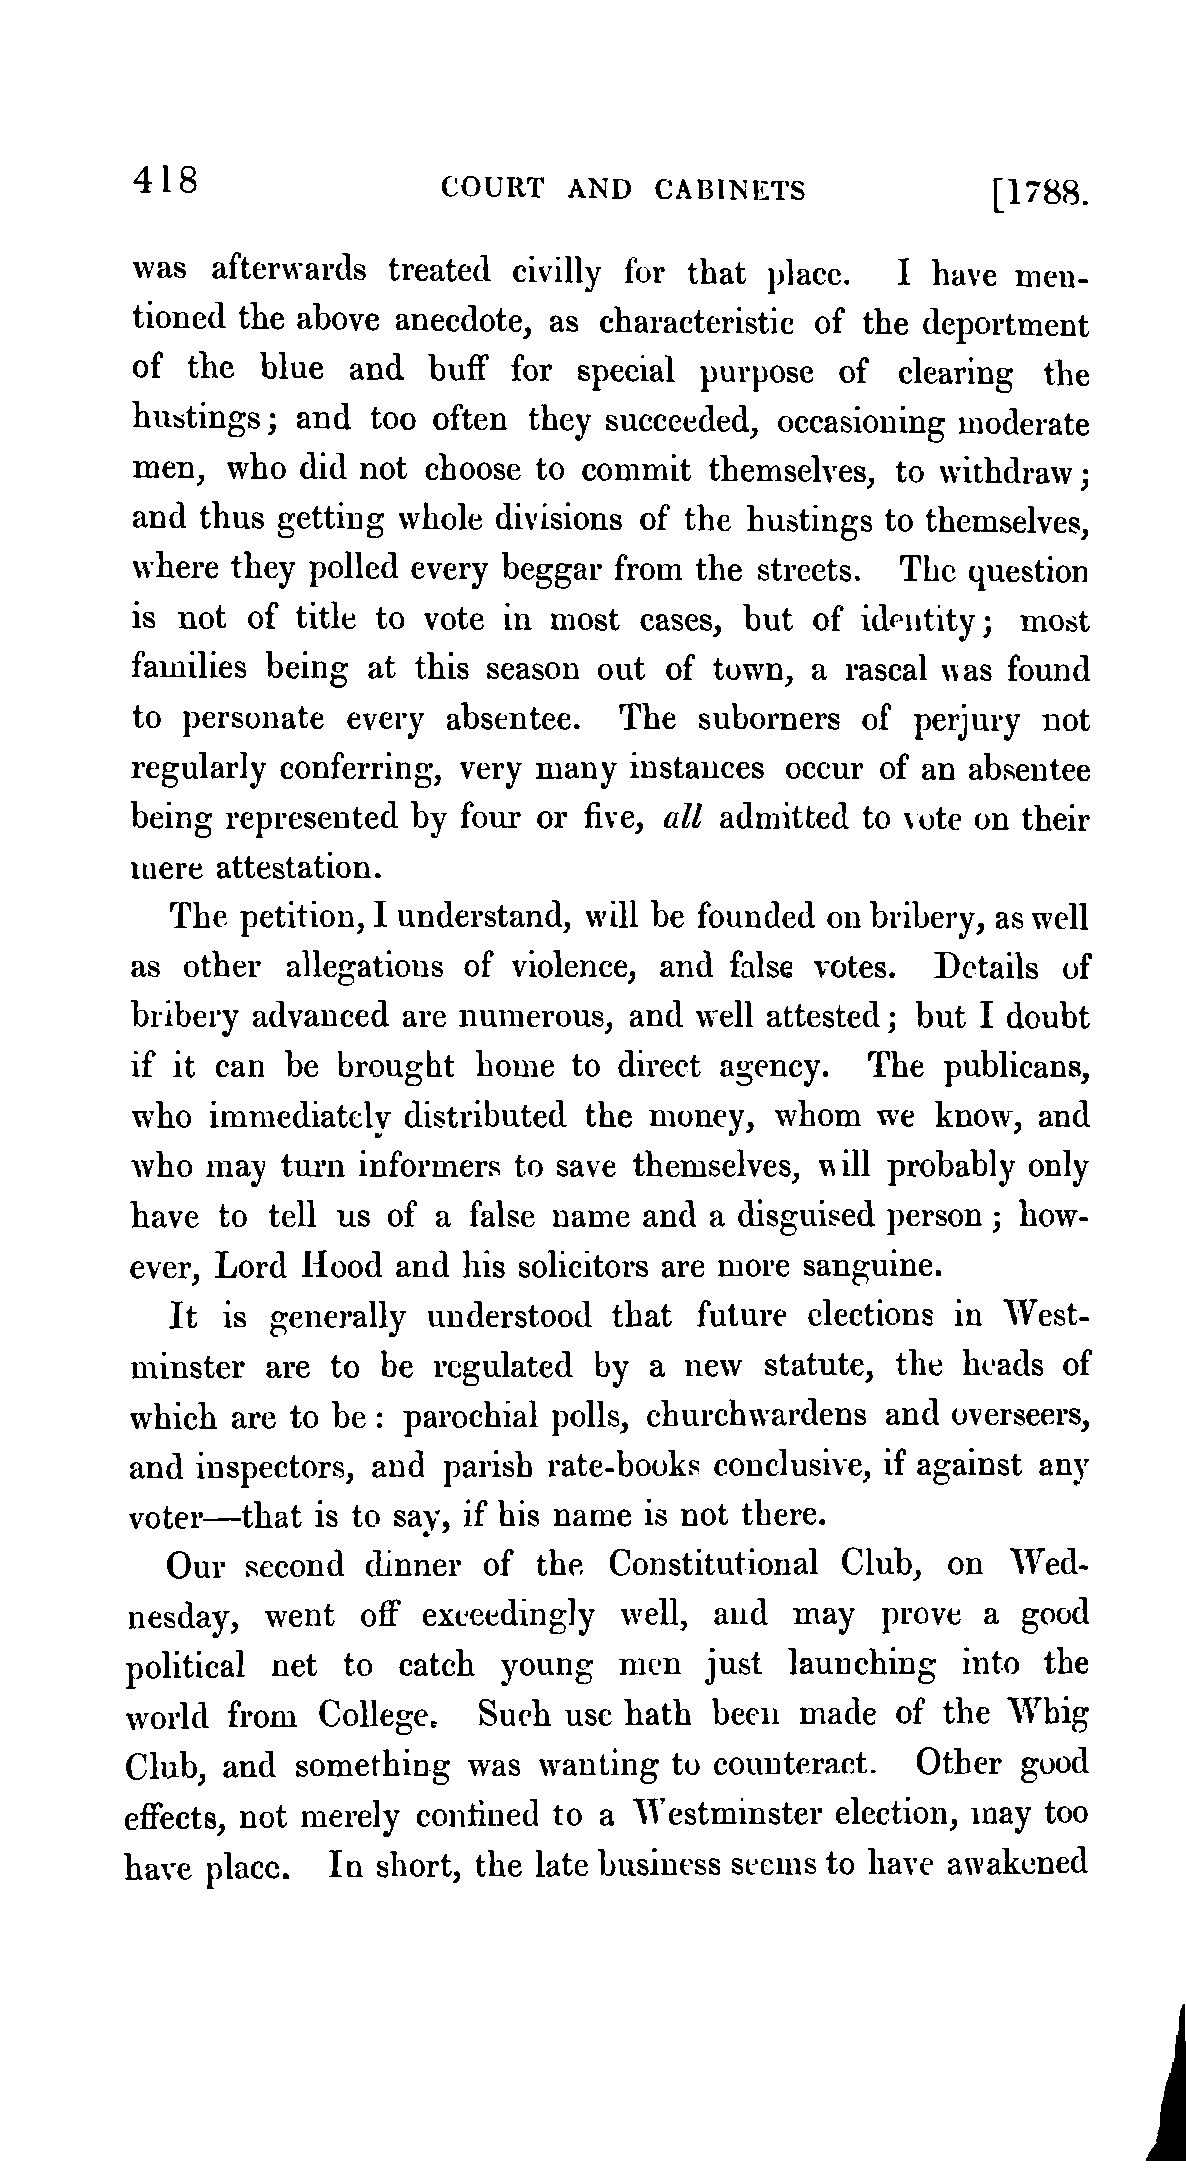 418 COURT AND CABINETS [1788.
was afterwards treated civilly for that place. I have men-
tioned the above anecdote, as characteristic of the deportment
of the blue and buff for special purpose of clearing the
hustings; and too often they succeeded, occasioning moderate
men, who did not choose to commit themselves, to withdraw;
and thus getting whole divisions of the hustings to themselves,
where they polled every beggar from the streets. The question
is not of title to vote in most cases, but of identity; most
families being at this season out of town, a rascal was found
to personate every absentee. The suborners of perjury not
regularly conferring, very many instances occur of an absentee
being represented by four or five, all admitted to vote on their
mere attestation.
The petition, I understand, will be founded on bribery, as well
as other allegations of violence, and false votes. Details of
bribery advanced are numerous, and well attested; but I doubt
if it can be brought home to direct agency. The publicans,
who immediately distributed the money, whom we know, and
who may turn informers to save themselves, will probably only
have to tell us of a false name and a disguised person; how-
ever, Lord Hood and his solicitors are more sanguine.
It is generally understood that future elections in West-
minster are to be regulated by a new statute, the heads of
which are to be: parochial polls, churchwardens and overseers,
and inspectors, and parish rate-books conclusive, if against any
voter—that is to say, if his name is not there.
Our second dinner of the Constitutional Club, on Wed-
nesday, went off exceedingly well, and may prove a good
political net to catch young men just launching into the
world from College. Such use hath been made of the Whig
Club, and something was wanting to counteract. Other good
effects, not merely confined to a Westminster election, may too
have place. In short, the late business seems to have awakened